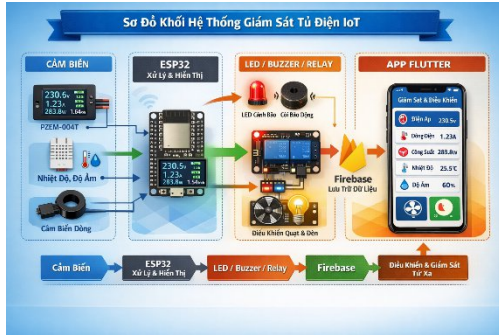 Sơ Đồ Khối Hệ Thống Giám Sát Tủ Điện IoT
CẢM BIẾN
230.5v
1.23A
283.8w 1.64
PZEM-004T
Nhiệt Độ, Độ Ẩm
Cảm Biến Dòng
ESP32
Xử Lý & Hiển Thị
230.5v
1.23A
283.8w
LED / BUZZER / RELAY
LED Cảnh Báo
Còi Báo Động
Điều Khiển Quạt & Đèn
Firebase
Lưu Trữ Dữ Liệu
APP FLUTTER
Giám Sát & Điều Khiển
Điện Áp 230.5v
Dòng Điện 1.23A
Công Suất 283.8w
Nhiệt Độ 25.5°C
Độ Ẩm 60%
Cảm Biến
ESP32
Xử Lý & Hiển Thị
LED / Buzzer / Relay
Firebase
Điều Khiển & Giám Sát
Từ Xa